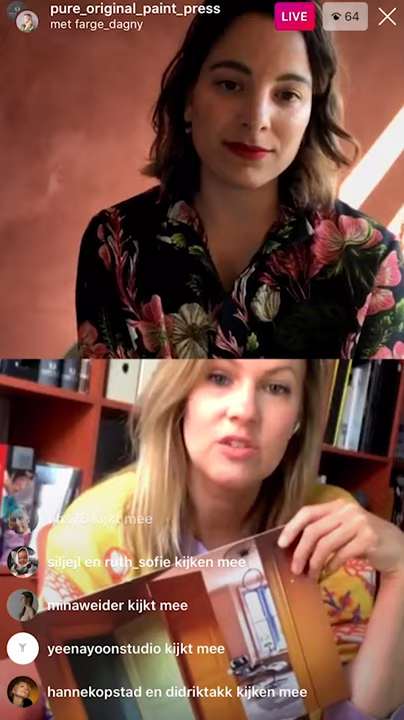 pure_original_paint_press
met farge_dagny
LIVE
64
kijkt mee
siljejl en ruth_sofie kijken mee
minaweider kijkt mee
yeenayoonstudio kijkt mee
hannekopstad en didriktakk kijken mee